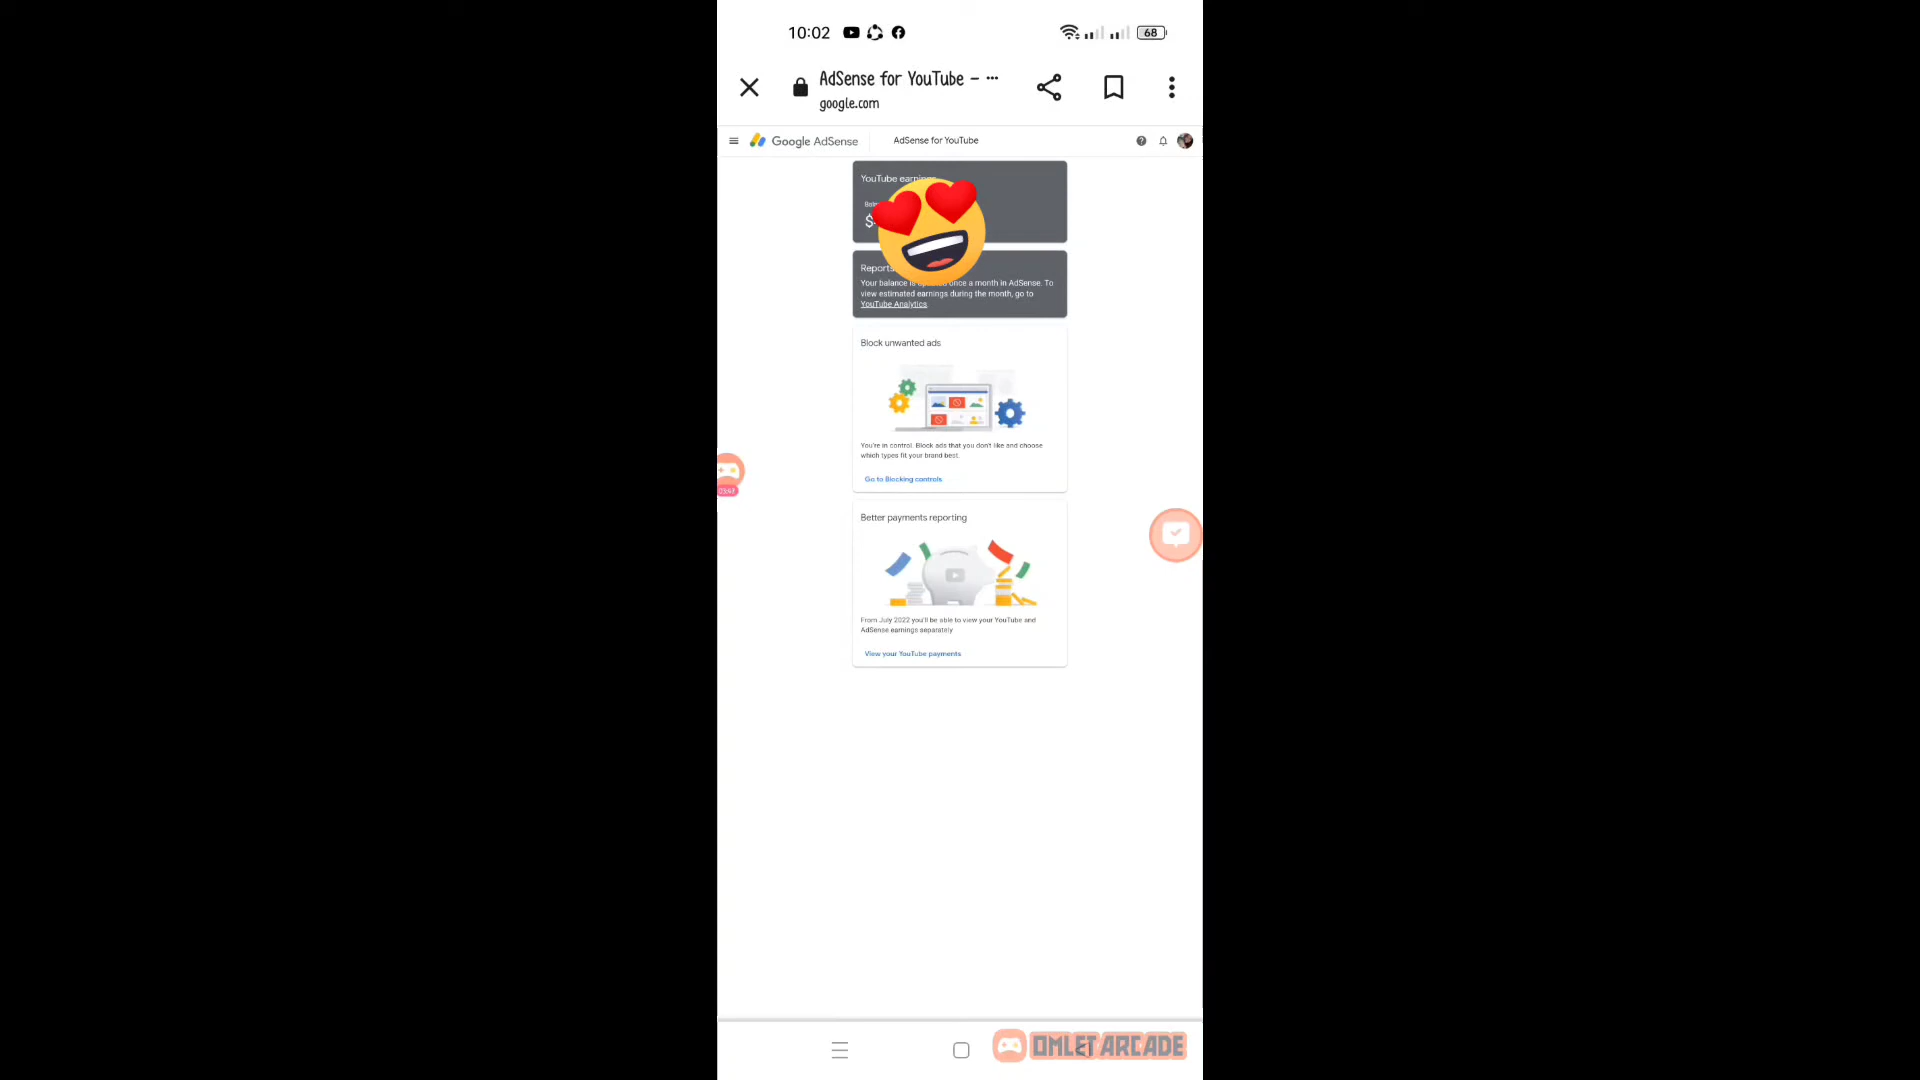 10:02
68
AdSense for YouTube – ...
google.com
Google AdSense
AdSense for YouTube
YouTube earnings
$
Reports
Your balance is once a month in AdSense. To
view estimated earnings during the month, go to
YouTube Analytics.
Block unwanted ads
You're in control. Block ads that you don't like and choose
which types fit your brand best.
Go to Blocking controls
Better payments reporting
From July 2022 you'll be able to view your YouTube and
AdSense earnings separately
View your YouTube payments
OMLET ARCADE